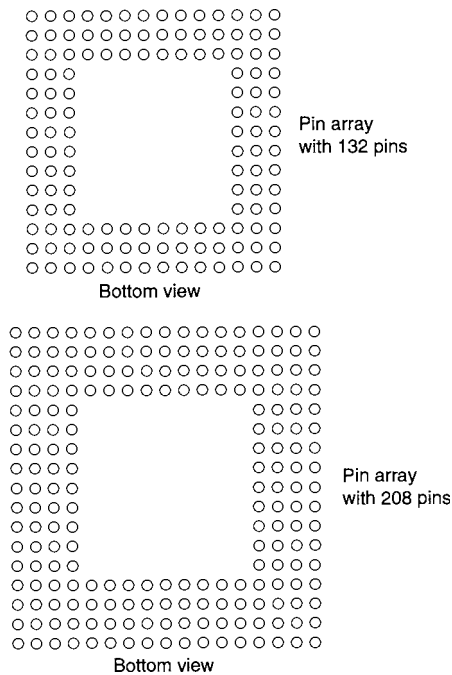 Pin array
with 132 pins
Bottom view
Pin array
with 208 pins
Bottom view